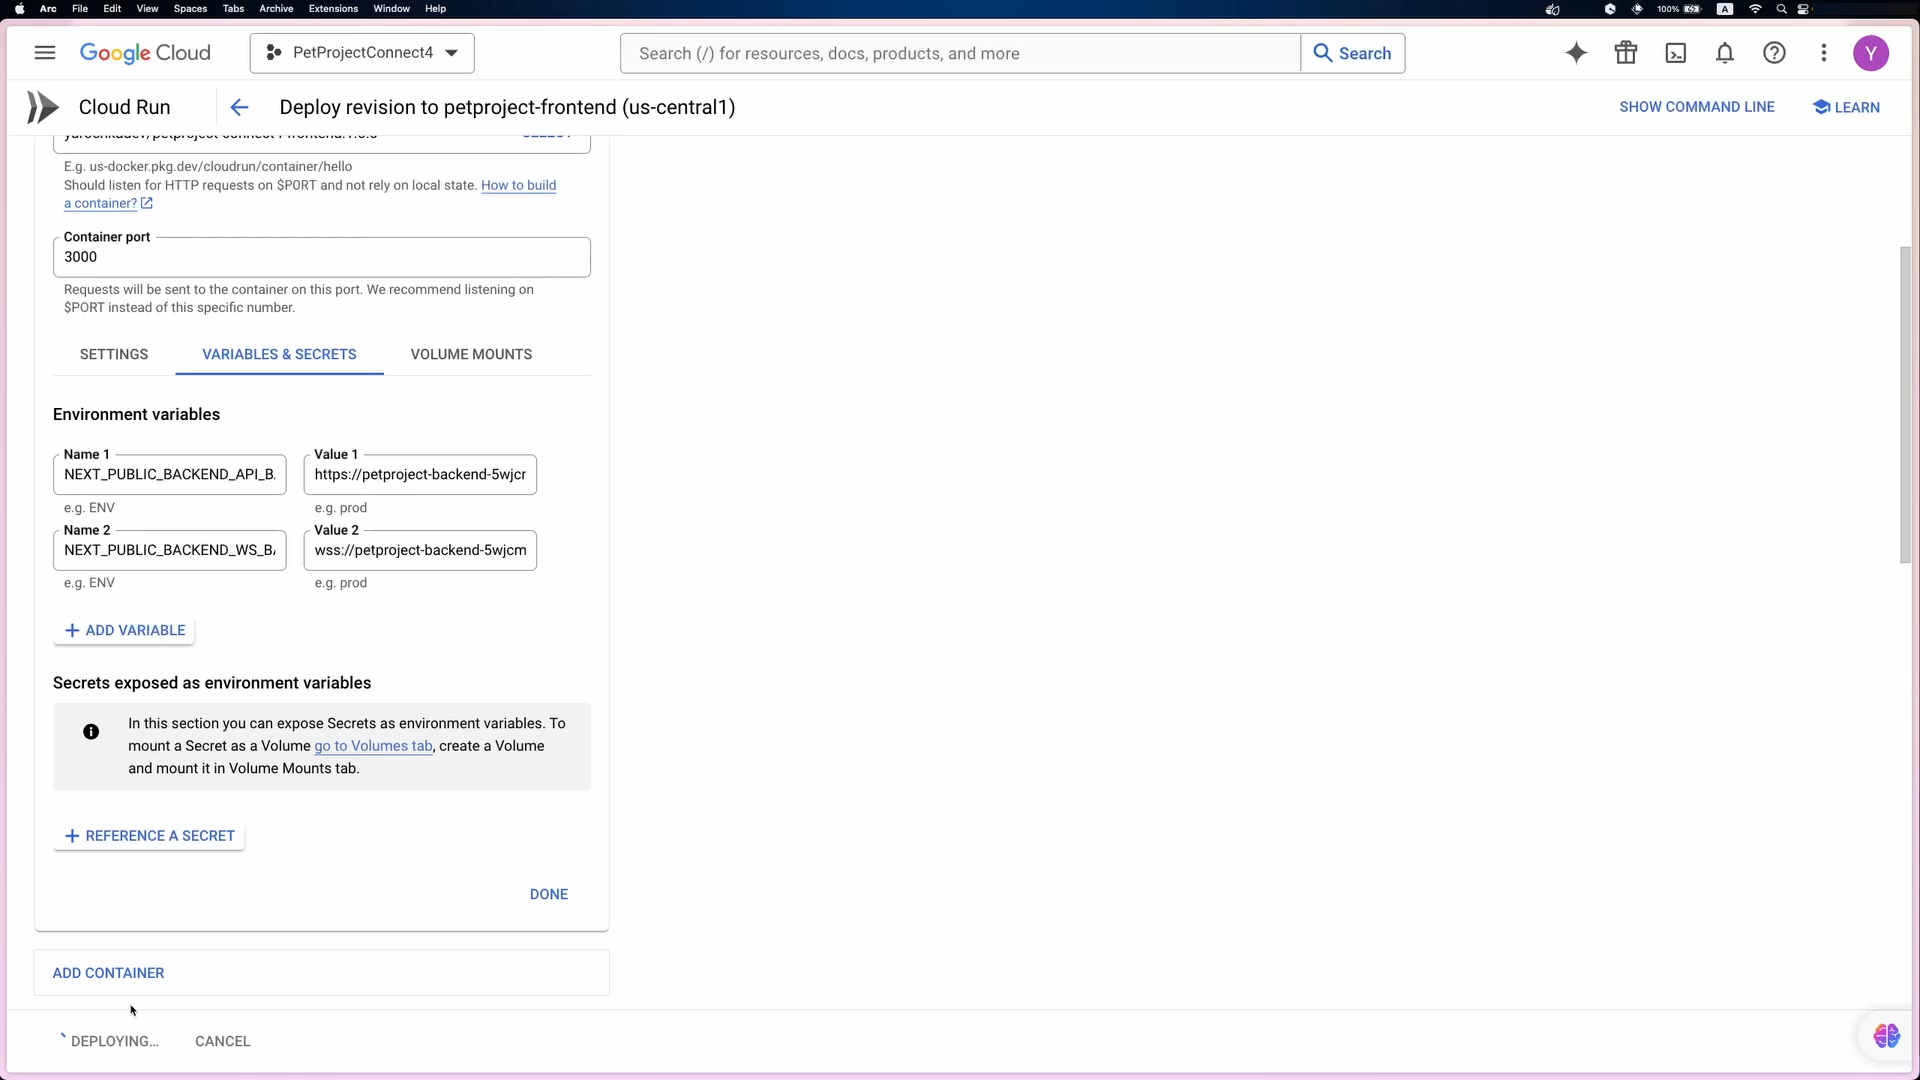 Arc File Edit View Spaces Tabs Archive Extensions Window Help 100% A
Google Cloud PetProjectConnect4 Search (/) for resources, docs, products, and more Search Y
Cloud Run Deploy revision to petproject-frontend (us-central1) SHOW COMMAND LINE LEARN
E.g. us-docker.pkg.dev/cloudrun/container/hello
Should listen for HTTP requests on $PORT and not rely on local state. How to build
a container?
Container port
3000
Requests will be sent to the container on this port. We recommend listening on
$PORT instead of this specific number.
SETTINGS VARIABLES & SECRETS VOLUME MOUNTS
Environment variables
Name 1 Value 1
NEXT_PUBLIC_BACKEND_API_B. https://petproject-backend-5wjcr
e.g. ENV e.g. prod
Name 2 Value 2
NEXT_PUBLIC_BACKEND_WS_B wss://petproject-backend-5wjcm
e.g. ENV e.g. prod
ADD VARIABLE
Secrets exposed as environment variables
In this section you can expose Secrets as environment variables. To
mount a Secret as a Volume go to Volumes tab, create a Volume
and mount it in Volume Mounts tab.
REFERENCE A SECRET
DONE
ADD CONTAINER
DEPLOYING... CANCEL